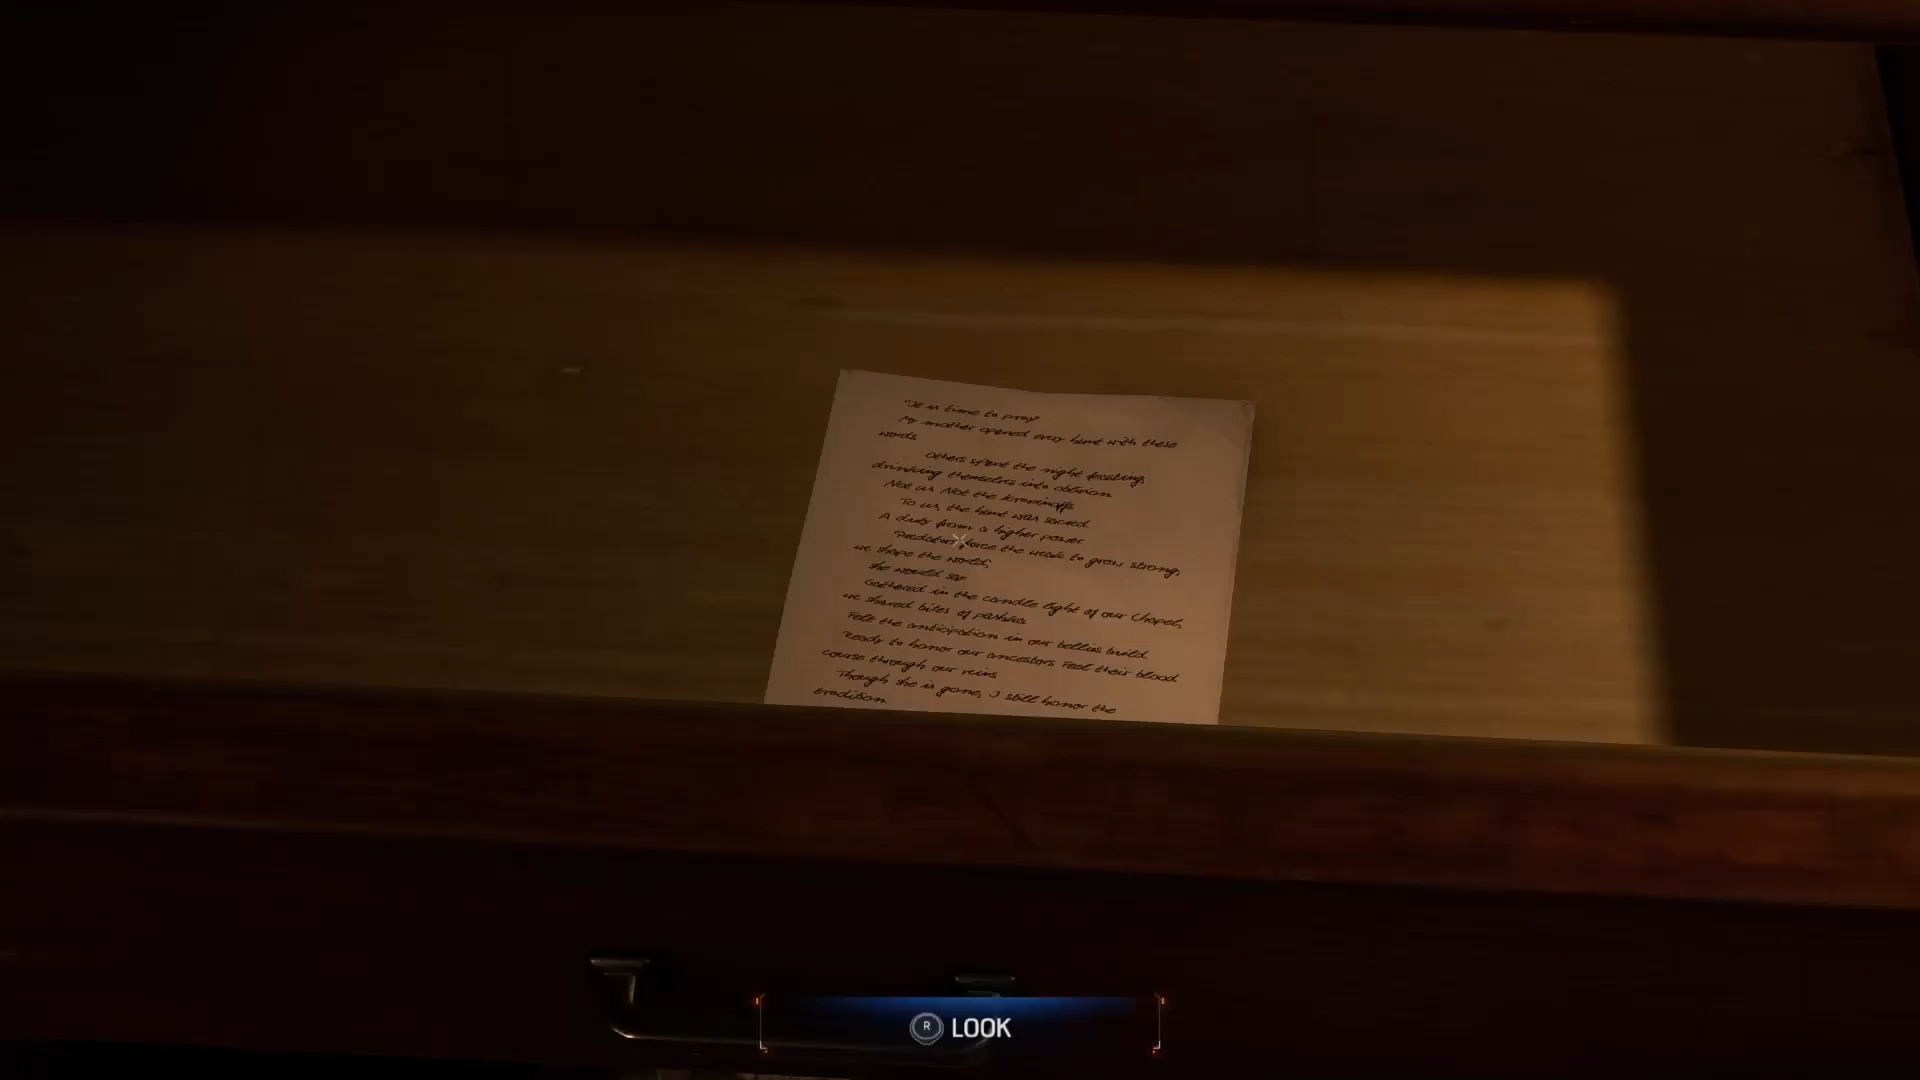 "It is time to pray"
My mother opened every hunt with these
words.
Others spent the night feasting,
drinking themselves into oblivion.
Not us. Not the Kravinoffs.
To us, the hunt was sacred.
A duty from a higher power.
Predators force the weak to grow strong,
we shape the world,
she would say.
Gathered in the candle light of our Chapel,
we shared bites of pashka.
Felt the anticipation in our bellies build.
Ready to honor our ancestors. Feel their blood
course through our veins.
Though she is gone, I still honor the
tradition.
R LOOK